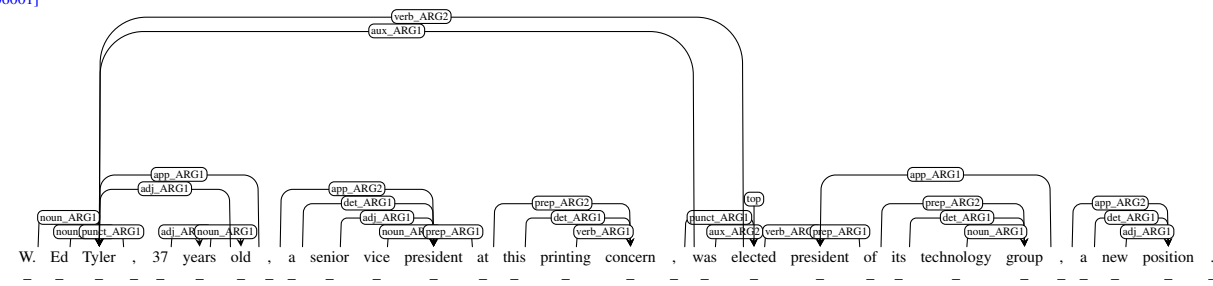 06001]
verb_ARG2
aux_ARG1
app_ARG1 app_ARG2 app_ARG1
adj_ARG1 det_ARG1 prep_ARG2 top prep_ARG2 app_ARG2
noun_ARG1 adj_ARG1 det_ARG1 punct_ARG1 det_ARG1 det_ARG1
punct_ARG1 noun_ARG1 prep_ARG1 verb_ARG1 aux_ARG2 prep_ARG1 noun_ARG1 adj_ARG1
W. Ed Tyler , 37 years old , a senior vice president at this printing concern , was elected president of its technology group , a new position .
_ _ _ _ _ _ _ _ _ _ _ _ _ _ _ _ _ _ _ _ _ _ _ _ _ _ _ _ _